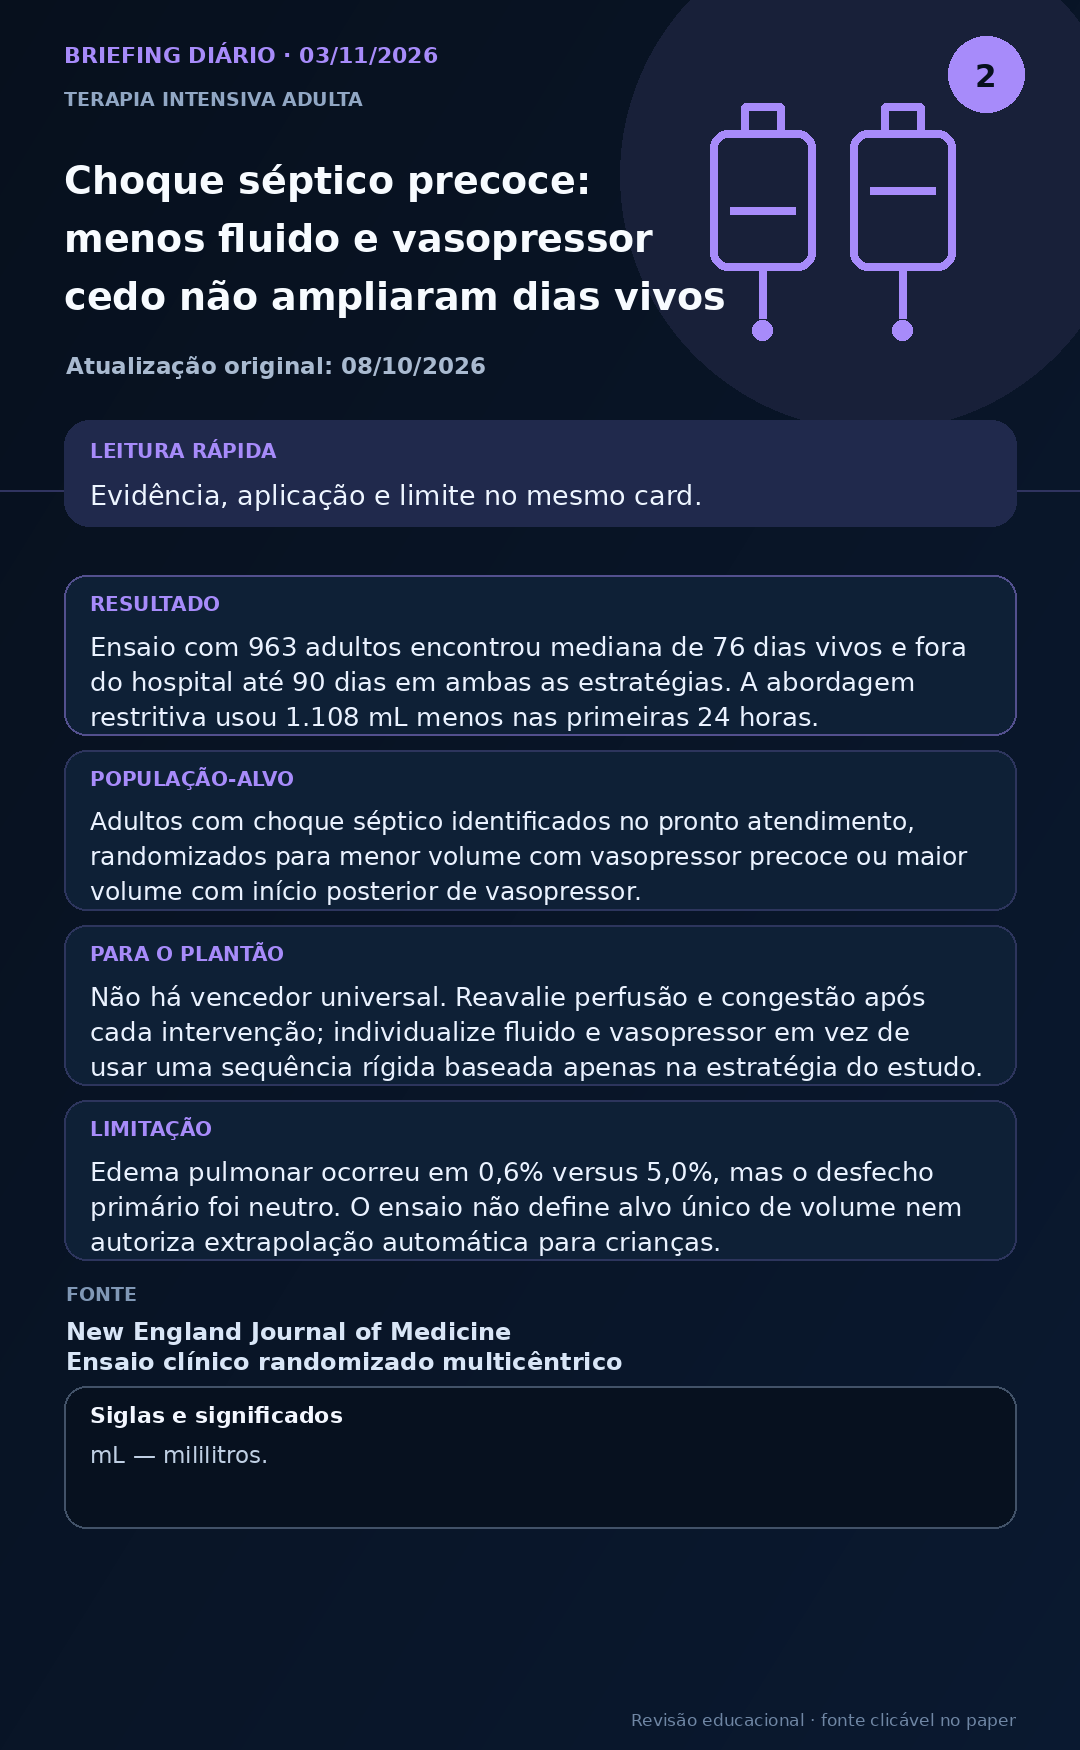 BRIEFING DIÁRIO · 03/11/2026
2
TERAPIA INTENSIVA ADULTA
Choque séptico precoce:
menos fluido e vasopressor
cedo não ampliaram dias vivos
Atualização original: 08/10/2026
LEITURA RÁPIDA
Evidência, aplicação e limite no mesmo card.
RESULTADO
Ensaio com 963 adultos encontrou mediana de 76 dias vivos e fora
do hospital até 90 dias em ambas as estratégias. A abordagem
restritiva usou 1.108 mL menos nas primeiras 24 horas.
POPULAÇÃO-ALVO
Adultos com choque séptico identificados no pronto atendimento,
randomizados para menor volume com vasopressor precoce ou maior
volume com início posterior de vasopressor.
PARA O PLANTÃO
Não há vencedor universal. Reavalie perfusão e congestão após
cada intervenção; individualize fluido e vasopressor em vez de
usar uma sequência rígida baseada apenas na estratégia do estudo.
LIMITAÇÃO
Edema pulmonar ocorreu em 0,6% versus 5,0%, mas o desfecho
primário foi neutro. O ensaio não define alvo único de volume nem
autoriza extrapolação automática para crianças.
FONTE
New England Journal of Medicine
Ensaio clínico randomizado multicêntrico
Siglas e significados
mL — mililitros.
Revisão educacional · fonte clicável no paper